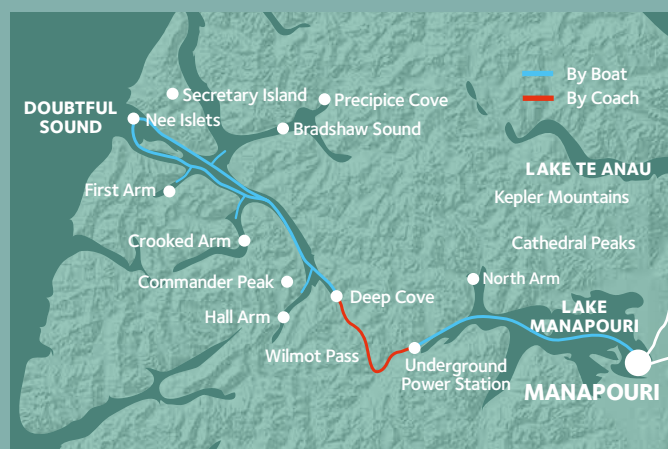 By Boat
By Coach
Secretary Island
Precipice Cove
DOUBTFUL
SOUND
Nee Islets
Bradshaw Sound
LAKE TE ANAU
First Arm
Kepler Mountains
Crooked Arm
Cathedral Peaks
Commander Peak
North Arm
Deep Cove
LAKE
MANAPOURI
Hall Arm
Wilmot Pass
Underground
Power Station
MANAPOURI